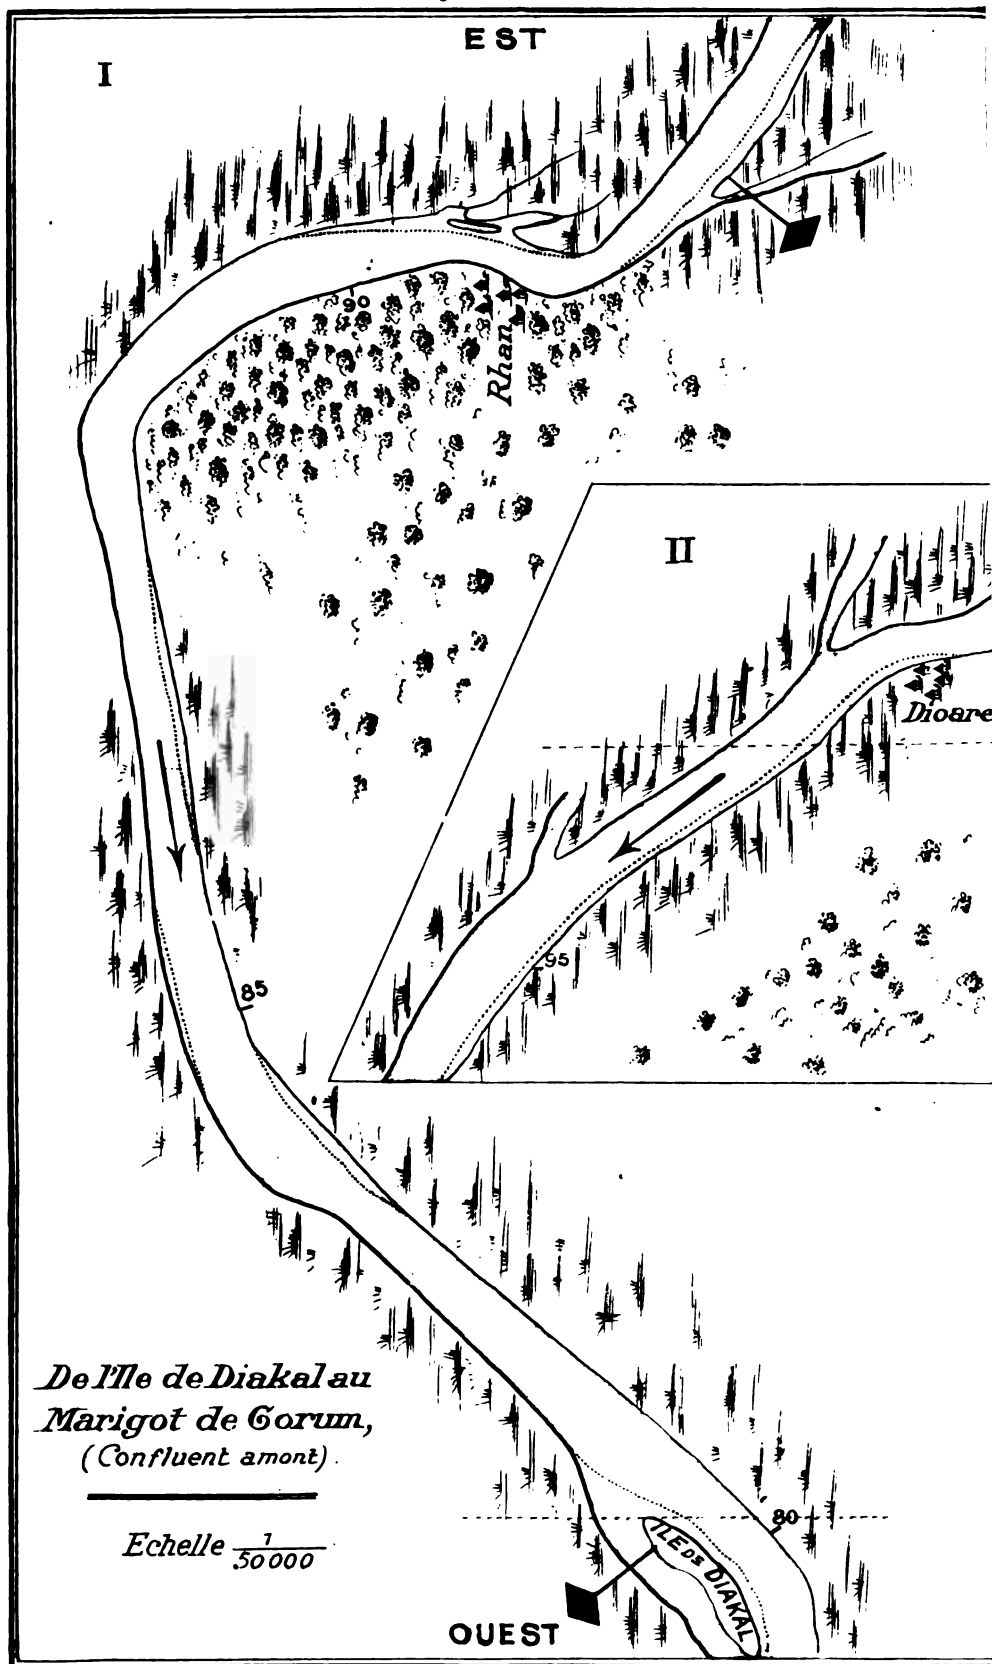 EST
I
90
Rhan
II
Dioare
95
85
De l'Ile de Diakal au
Marigot de Gorum,
(Confluent amont).
Echelle 1/50000
80
ILE DE DIAKAL
OUEST